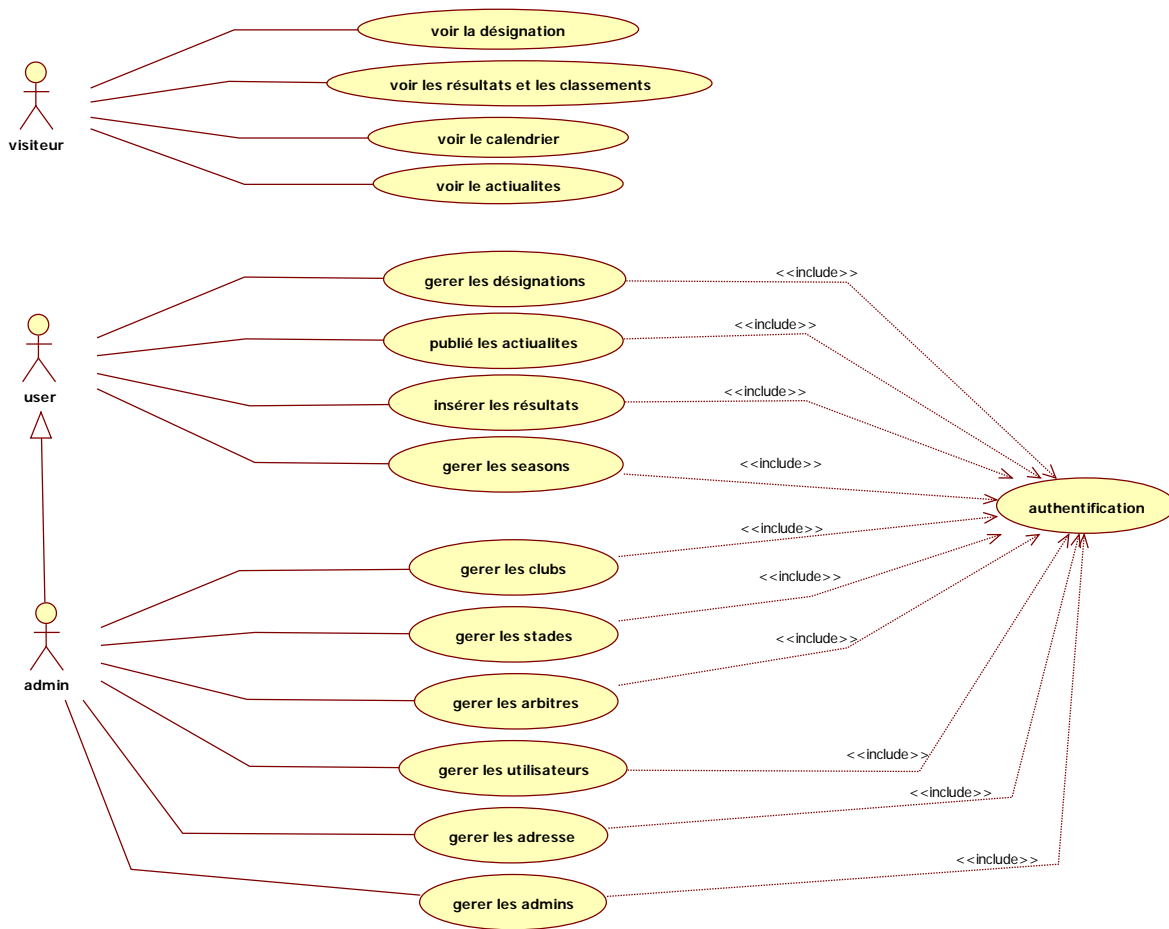 voir la désignation
voir les résultats et les classements
visiteur
voir le calendrier
voir le actiualites
gerer les désignations
<<include>>
publié les actiualites
<<include>>
user
insérer les résultats
<<include>>
gerer les seasons
<<include>>
authentification
gerer les clubs
<<include>>
gerer les stades
<<include>>
admin
gerer les arbitres
<<include>>
gerer les utilisateurs
<<include>>
gerer les adresse
<<include>>
gerer les admins
<<include>>